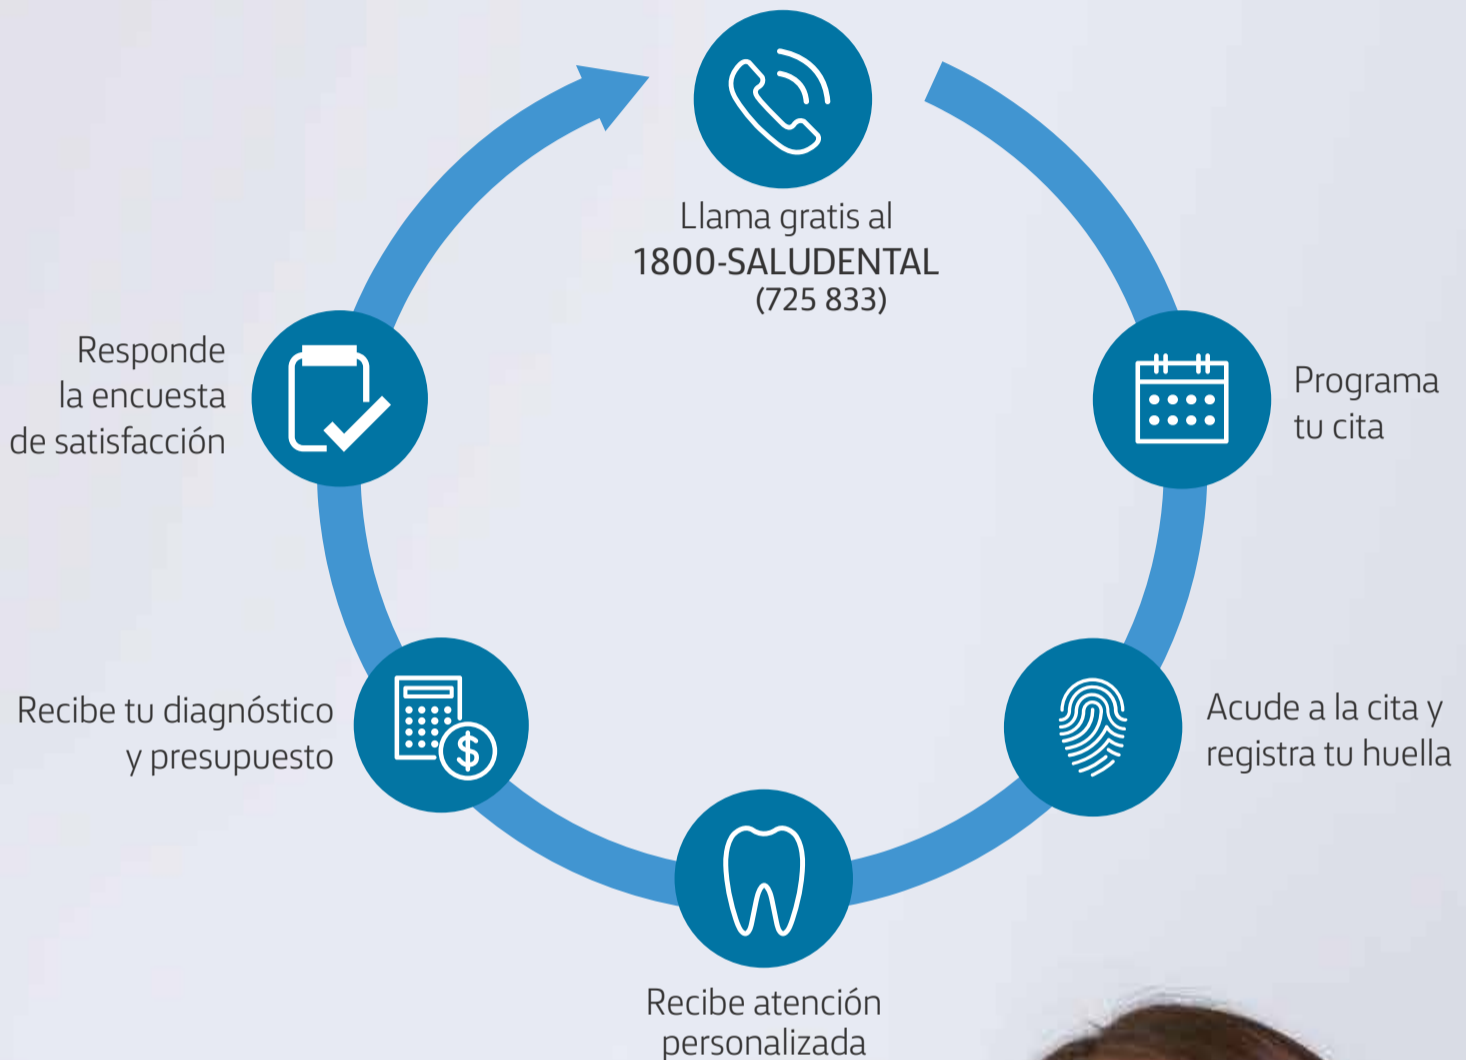 Llama gratis al
1800-SALUDENTAL
(725 833)
Programa
tu cita
Acude a la cita y
registra tu huella
Recibe atención
personalizada
Recibe tu diagnóstico
y presupuesto
Responde
la encuesta
de satisfacción
$